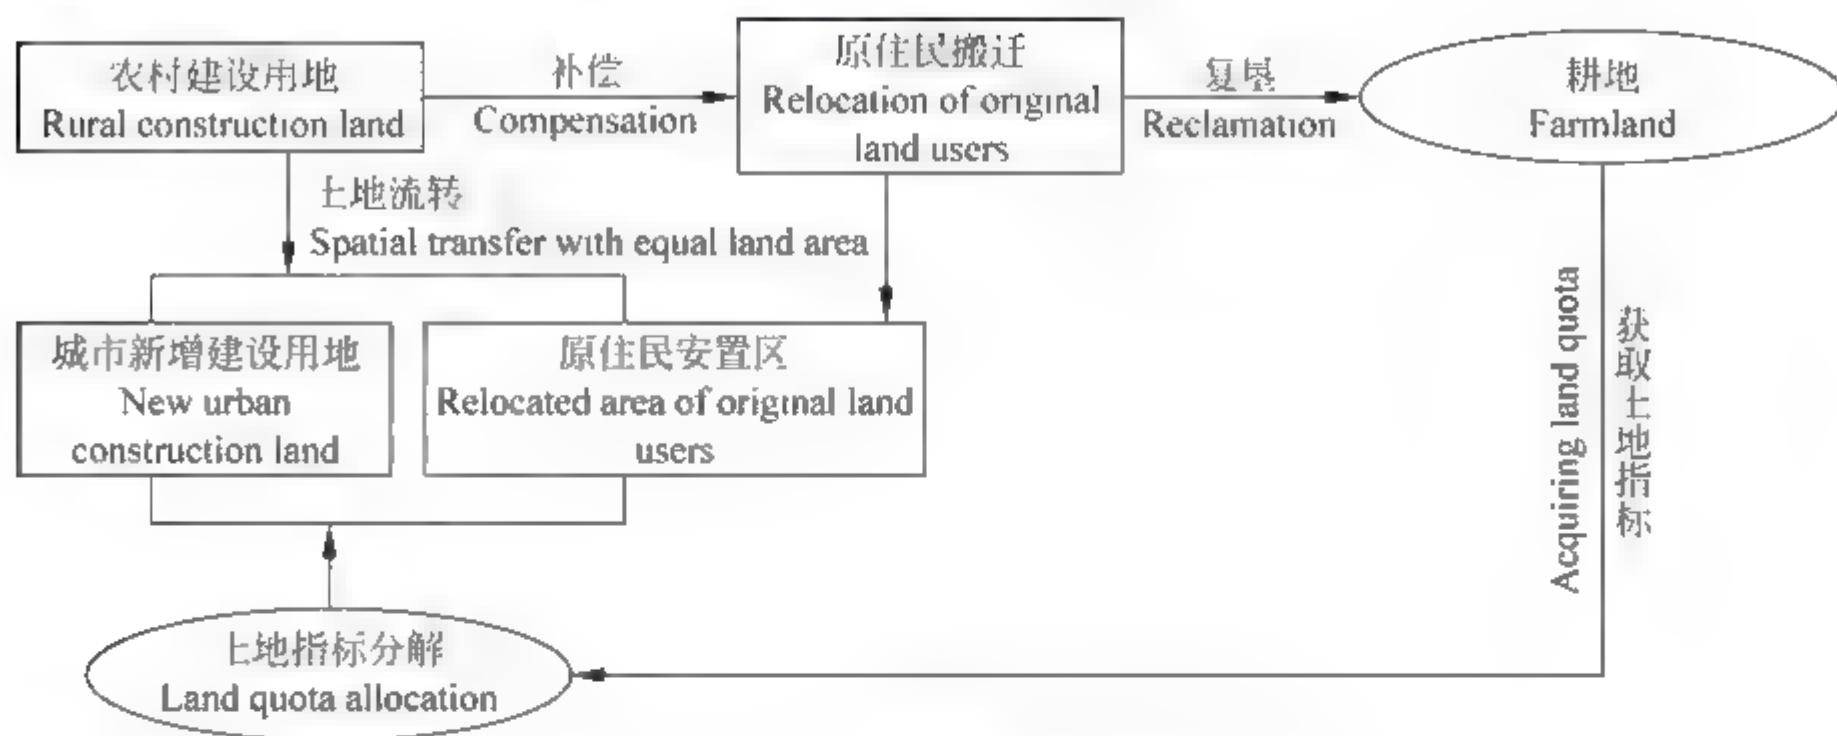 农村建设用地
Rural construction land
补偿
Compensation
原住民搬迁
Relocation of original
land users
复垦
Reclamation
耕地
Farmland
土地流转
Spatial transfer with equal land area
城市新增建设用地
New urban
construction land
原住民安置区
Relocated area of original land
users
Acquiring land quota
获取土地指标
土地指标分解
Land quota allocation